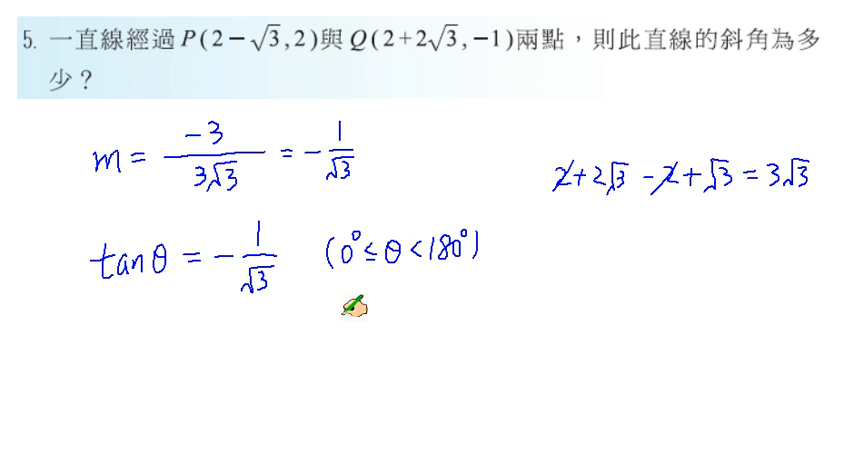 5. 一直線經過 P(2-√3,2)與 Q(2+2√3,-1)兩點，則此直線的斜角為多
少？
m = -3/3√3 = -1/√3
2+2√3-2+√3=3√3
tanθ = -1/√3 (0°≤θ<180°)